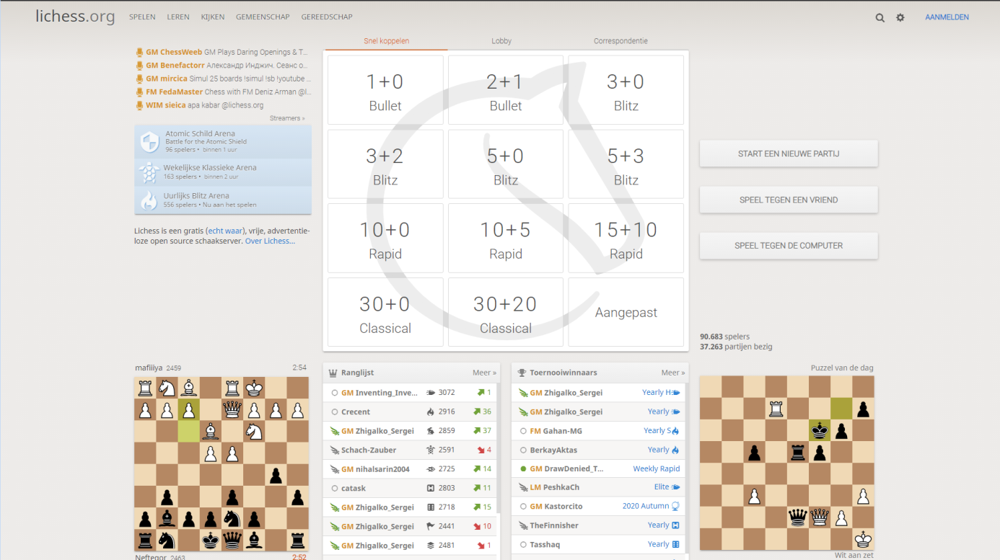 lichess.org
SPELEN LEREN KIJKEN GEMEENSCHAP GEREEDSCHAP
AANMELDEN
GM ChessWeeb GM Plays Daring Openings & T...
GM Benefactorr Александр Инджич. Сеанс о...
GM mircica Simul 25 boards !simul !sb !youtube ...
FM FedaMaster Chess with FM Deniz Arman @l...
WIM sieica apa kabar @lichess.org
Streamers »
Atomic Schild Arena
Battle for the Atomic Shield
96 spelers • binnen 1 uur
Wekelijkse Klassieke Arena
163 spelers • binnen 2 uur
Uurlijks Blitz Arena
556 spelers • Nu aan het spelen
Lichess is een gratis (echt waar), vrije, advertentie-
loze open source schaakserver. Over Lichess...
Snel koppelen Lobby Correspondentie
1+0 2+1 3+0
Bullet Bullet Blitz
3+2 5+0 5+3
Blitz Blitz Blitz
10+0 10+5 15+10
Rapid Rapid Rapid
30+0 30+20 Aangepast
Classical Classical
START EEN NIEUWE PARTIJ
SPEEL TEGEN EEN VRIEND
SPEEL TEGEN DE COMPUTER
90.683 spelers
37.263 partijen bezig
mafiiiya 2459 2:54
Neftegor 2463 2:52
Ranglijst Meer »
GM Inventing_Inve... 3072 1
Crecent 2916 36
GM Zhigalko_Sergei 2859 37
Schach-Zauber 2591 4
GM nihalsarin2004 2725 14
catask 2803 11
GM Zhigalko_Sergei 2718 15
GM Zhigalko_Sergei 2441 10
GM Zhigalko_Sergei 2481 1
Toernooiwinnaars Meer »
GM Zhigalko_Sergei Yearly H
GM Zhigalko_Sergei Yearly
FM Gahan-MG Yearly S
BerkayAktas Yearly
GM DrawDenied_T... Weekly Rapid
LM PeshkaCh Elite
GM Kastorcito 2020 Autumn
TheFinnisher Yearly
Tasshaq Yearly
Puzzel van de dag
Wit aan zet